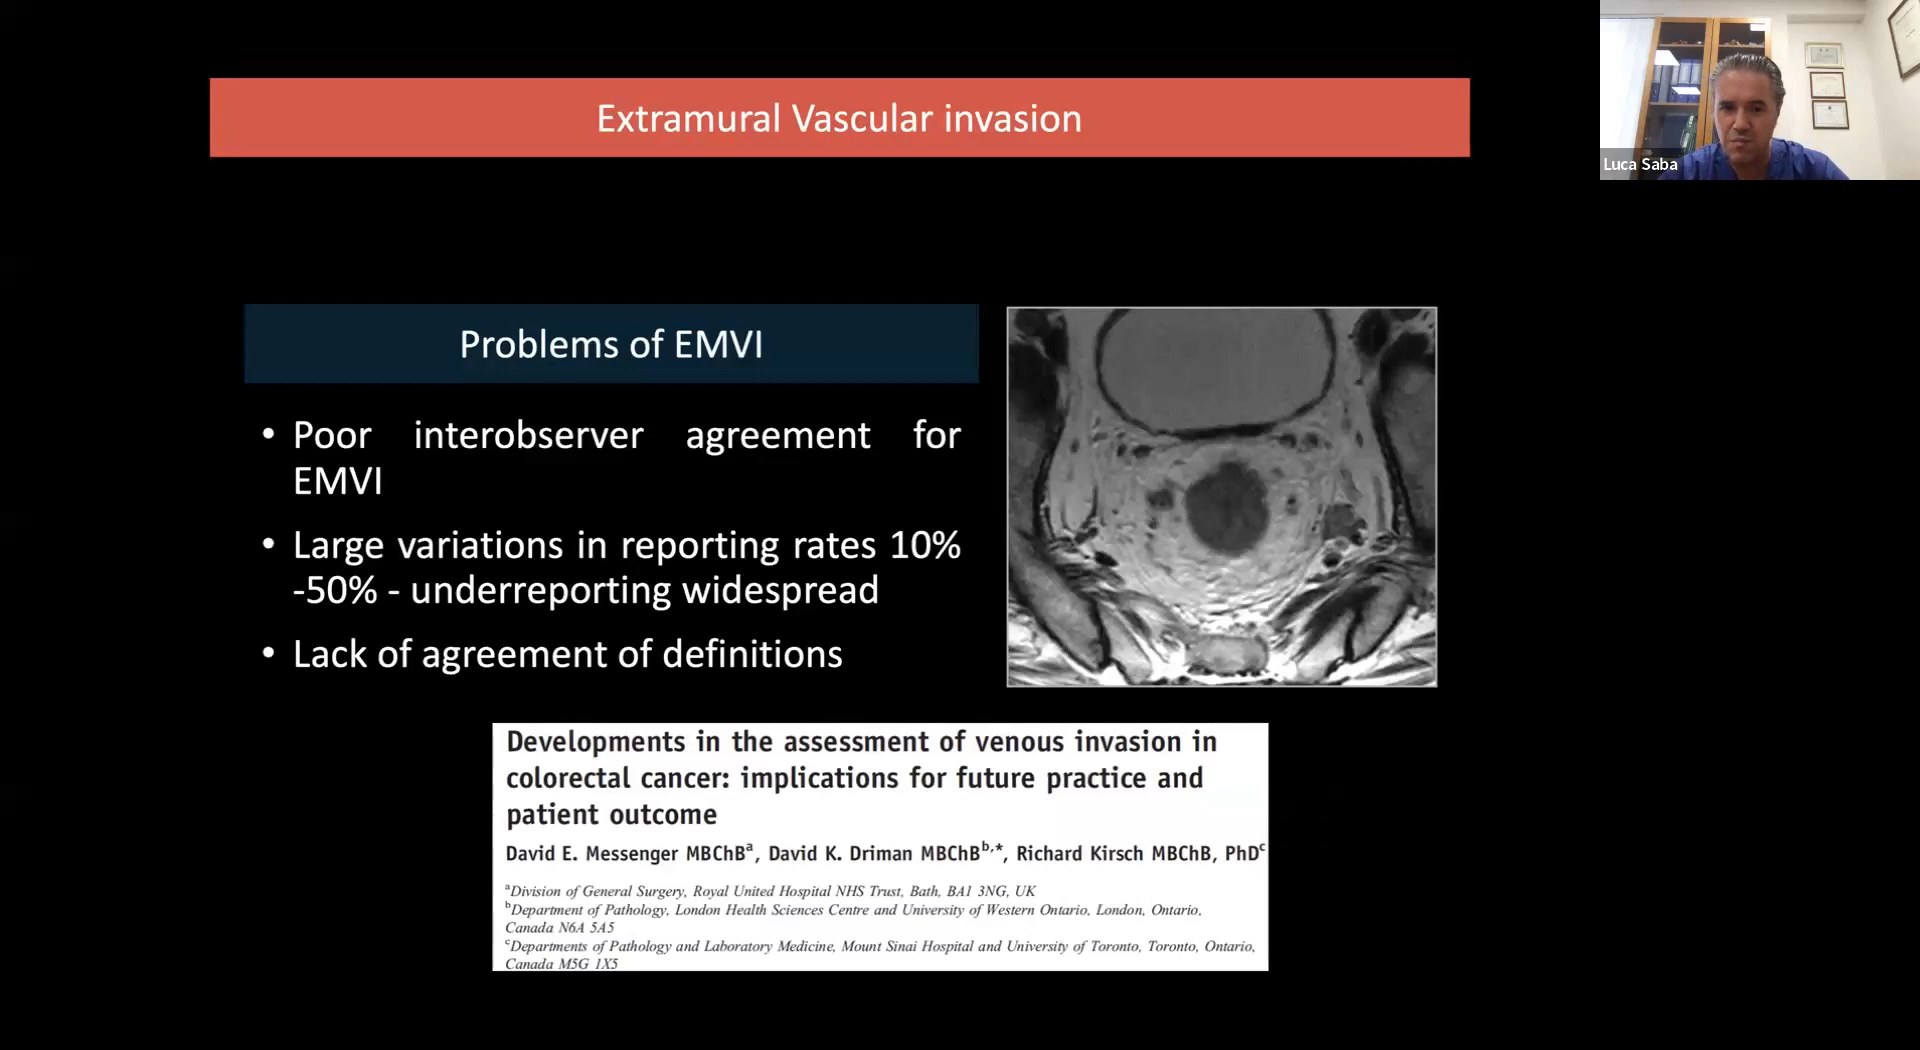 Extramural Vascular invasion
Luca Saba
Problems of EMVI
• Poor interobserver agreement for
EMVI
• Large variations in reporting rates 10%
-50% - underreporting widespread
• Lack of agreement of definitions
Developments in the assessment of venous invasion in
colorectal cancer: implications for future practice and
patient outcome
David E. Messenger MBChBᵃ, David K. Driman MBChBᵇ,*, Richard Kirsch MBChB, PhDᶜ
ᵃDivision of General Surgery, Royal United Hospital NHS Trust, Bath, BA1 3NG, UK
ᵇDepartment of Pathology, London Health Sciences Centre and University of Western Ontario, London, Ontario,
Canada N6A 5A5
ᶜDepartments of Pathology and Laboratory Medicine, Mount Sinai Hospital and University of Toronto, Toronto, Ontario,
Canada M5G 1X5